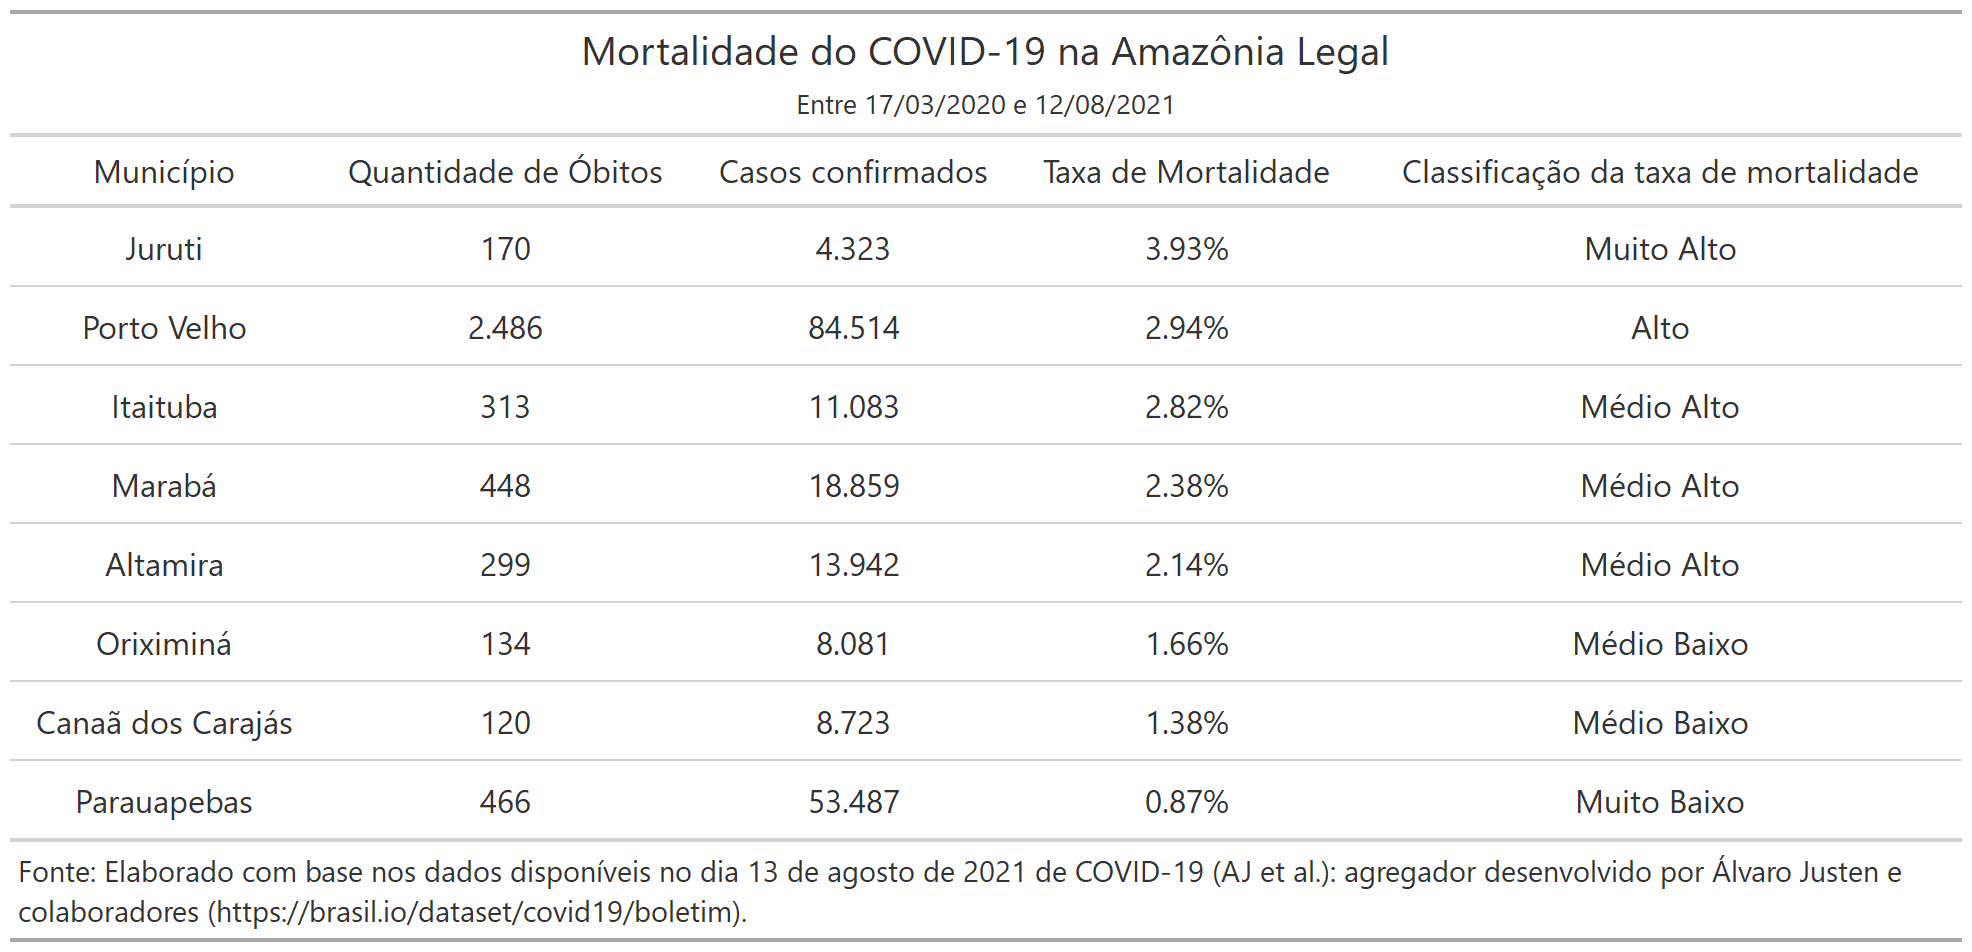 Mortalidade do COVID-19 na Amazônia Legal
Entre 17/03/2020 e 12/08/2021
Município Quantidade de Óbitos Casos confirmados Taxa de Mortalidade Classificação da taxa de mortalidade
Juruti 170 4.323 3.93% Muito Alto
Porto Velho 2.486 84.514 2.94% Alto
Itaituba 313 11.083 2.82% Médio Alto
Marabá 448 18.859 2.38% Médio Alto
Altamira 299 13.942 2.14% Médio Alto
Oriximiná 134 8.081 1.66% Médio Baixo
Canaã dos Carajás 120 8.723 1.38% Médio Baixo
Parauapebas 466 53.487 0.87% Muito Baixo
Fonte: Elaborado com base nos dados disponíveis no dia 13 de agosto de 2021 de COVID-19 (AJ et al.): agregador desenvolvido por Álvaro Justen e
colaboradores (https://brasil.io/dataset/covid19/boletim).